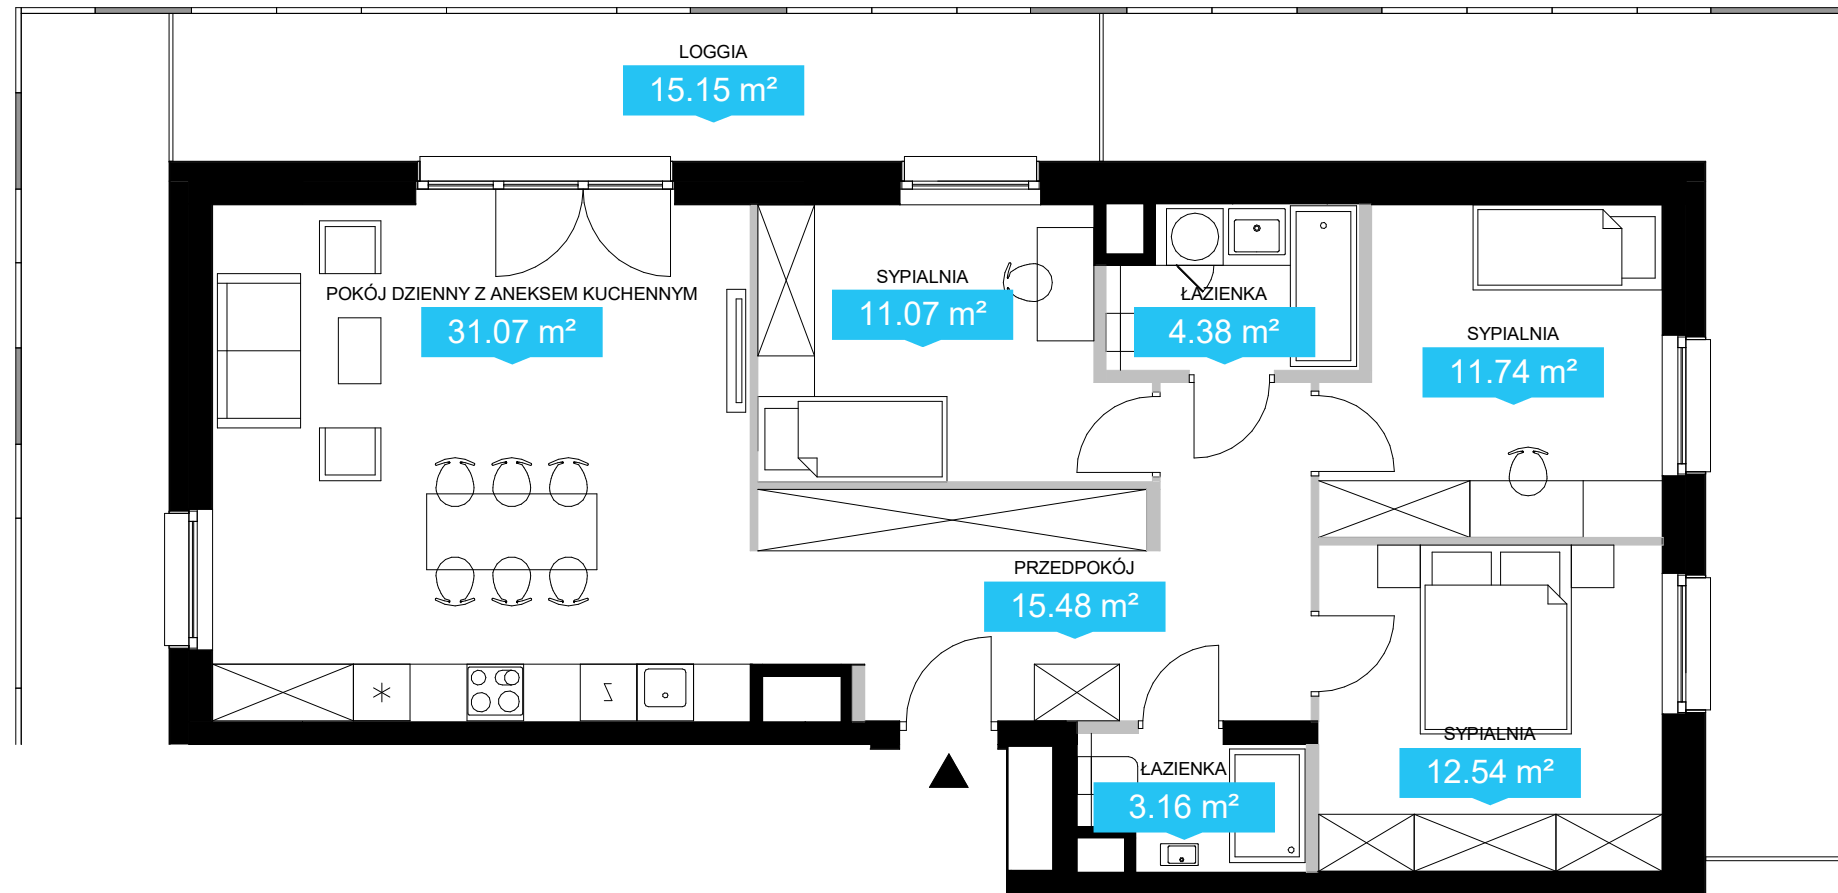 LOGGIA
15.15 m²
POKÓJ DZIENNY Z ANEKSEM KUCHENNYM
31.07 m²
SYPIALNIA
11.07 m²
ŁAZIENKA
4.38 m²
SYPIALNIA
11.74 m²
PRZEDPOKÓJ
15.48 m²
SYPIALNIA
12.54 m²
ŁAZIENKA
3.16 m²